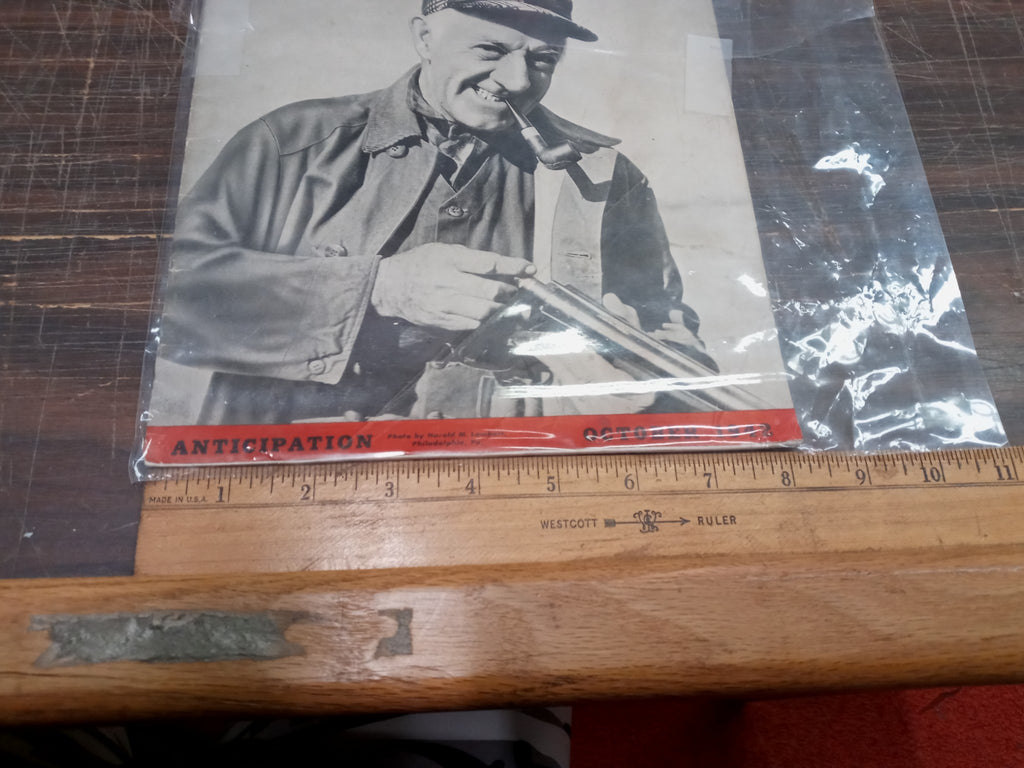 ANTICIPATION
Photo by Harold M.
Philadelphia,
OCTOBER
1 2 3 4 5 6 7 8 9 10 11
MADE IN U.S.A.
WESTCOTT RULER